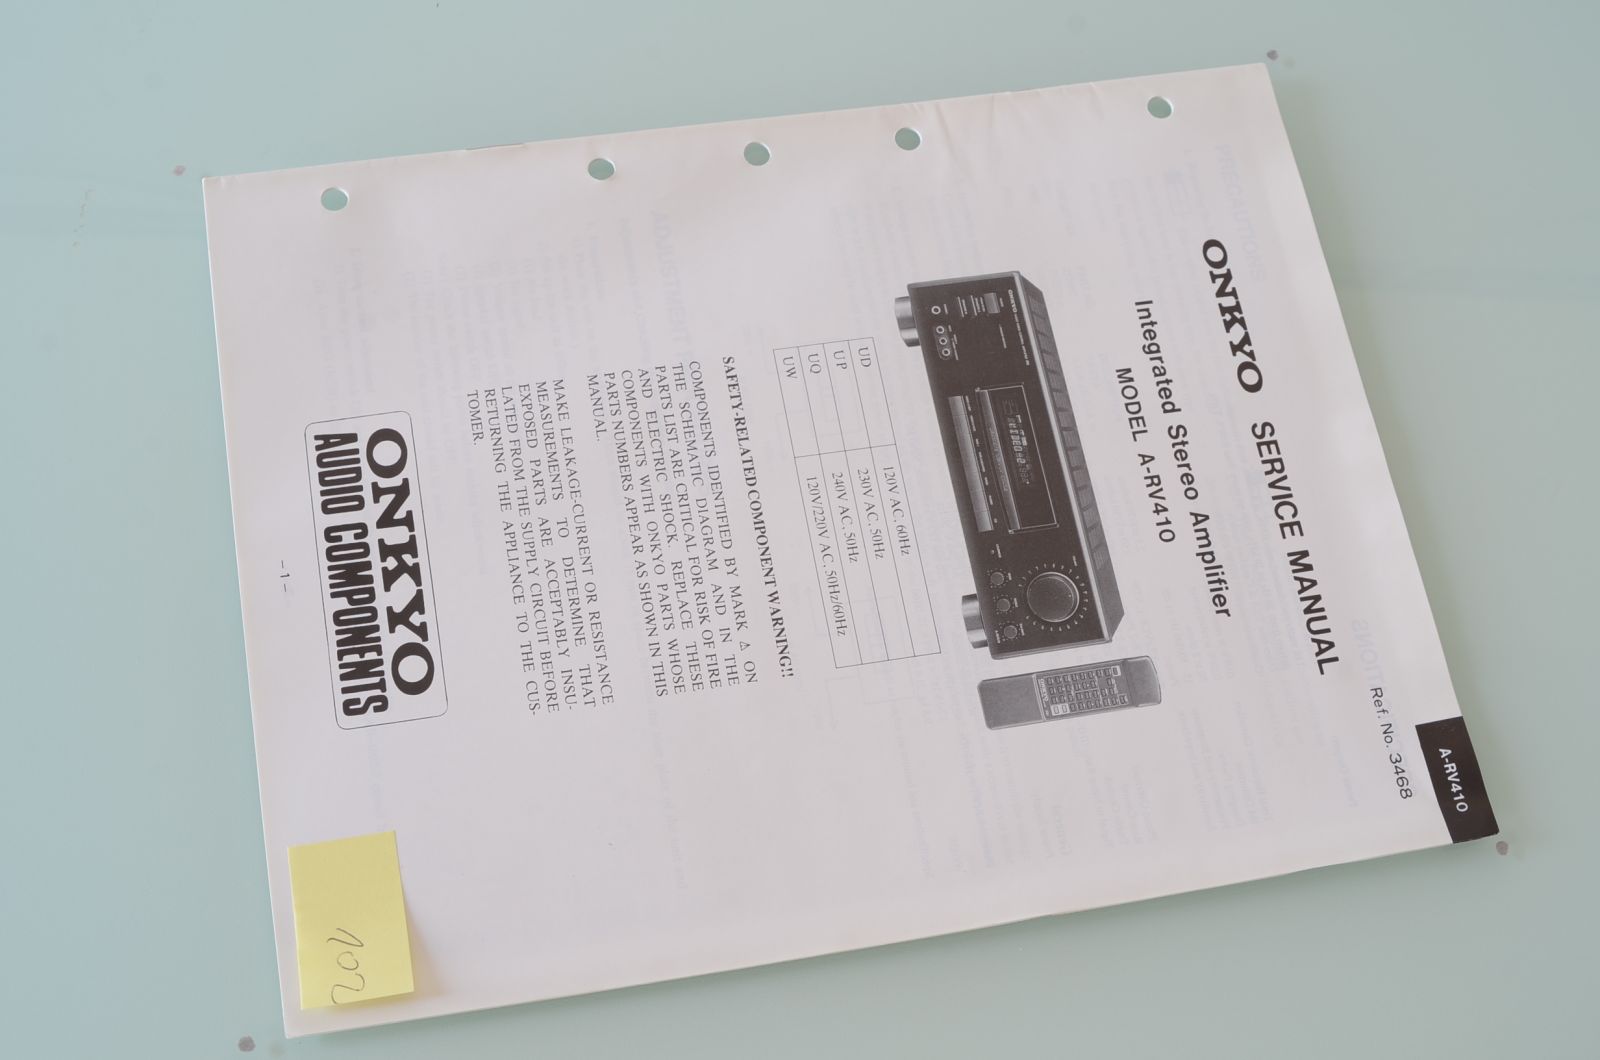 ONKYO SERVICE MANUAL
Ref. No. 3468
A-RV410
Integrated Stereo Amplifier
MODEL A-RV410
ONKYO
UD 120V AC, 60Hz
UP 230V AC, 50Hz
UQ 240V AC, 50Hz
UW 120V/220V AC, 50Hz/60Hz
SAFETY-RELATED COMPONENT WARNING!!
COMPONENTS IDENTIFIED BY MARK ⚠ ON
THE SCHEMATIC DIAGRAM AND IN THE
PARTS LIST ARE CRITICAL FOR RISK OF FIRE
AND ELECTRIC SHOCK. REPLACE THESE
COMPONENTS WITH ONKYO PARTS WHOSE
PARTS NUMBERS APPEAR AS SHOWN IN THIS
MANUAL.
MAKE LEAKAGE-CURRENT OR RESISTANCE
MEASUREMENTS TO DETERMINE THAT
EXPOSED PARTS ARE ACCEPTABLY INSU-
LATED FROM THE SUPPLY CIRCUIT BEFORE
RETURNING THE APPLIANCE TO THE CUS-
TOMER.
ONKYO
AUDIO COMPONENTS
–1–
102